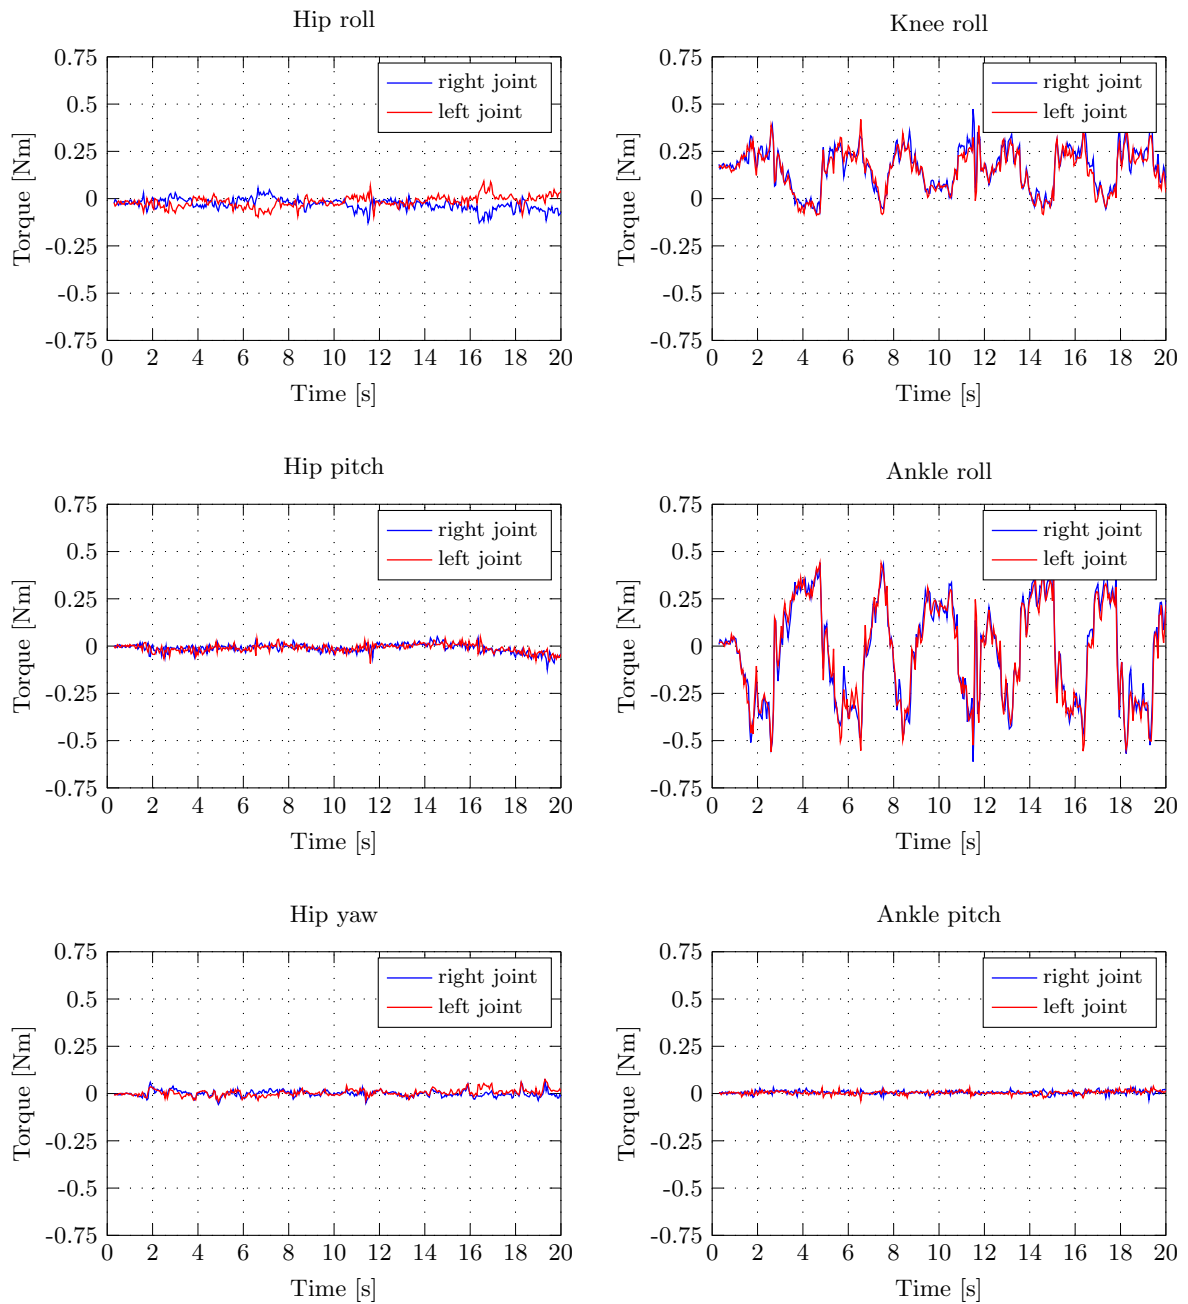 Hip roll
0.75
0.5
0.25
0
-0.25
-0.5
-0.75
Torque [Nm]
right joint
left joint
0 2 4 6 8 10 12 14 16 18 20
Time [s]
Knee roll
0.75
0.5
0.25
0
-0.25
-0.5
-0.75
Torque [Nm]
right joint
left joint
0 2 4 6 8 10 12 14 16 18 20
Time [s]
Hip pitch
0.75
0.5
0.25
0
-0.25
-0.5
-0.75
Torque [Nm]
right joint
left joint
0 2 4 6 8 10 12 14 16 18 20
Time [s]
Ankle roll
0.75
0.5
0.25
0
-0.25
-0.5
-0.75
Torque [Nm]
right joint
left joint
0 2 4 6 8 10 12 14 16 18 20
Time [s]
Hip yaw
0.75
0.5
0.25
0
-0.25
-0.5
-0.75
Torque [Nm]
right joint
left joint
0 2 4 6 8 10 12 14 16 18 20
Time [s]
Ankle pitch
0.75
0.5
0.25
0
-0.25
-0.5
-0.75
Torque [Nm]
right joint
left joint
0 2 4 6 8 10 12 14 16 18 20
Time [s]